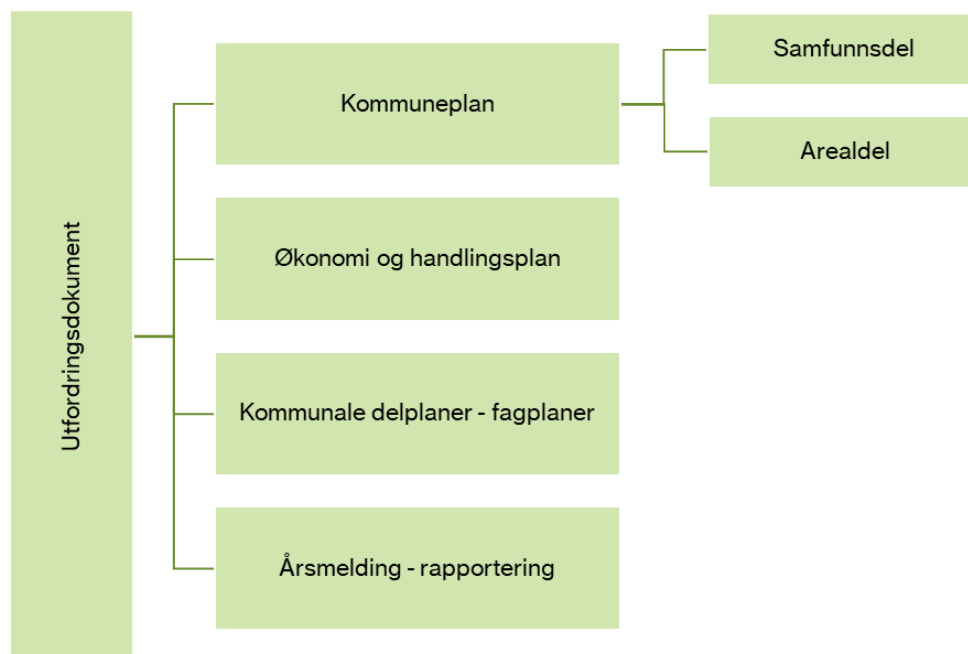 Utfordringsdokument
Kommuneplan
Samfunnsdel
Arealdel
Økonomi og handlingsplan
Kommunale delplaner - fagplaner
Årsmelding - rapportering